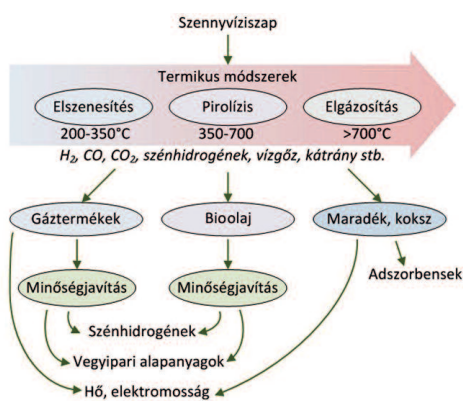 Szennyvíziszap
Termikus módszerek
Elszenesítés Pirolízis Elgázosítás
200-350°C 350-700 >700°C
H₂, CO, CO₂, szénhidrogének, vízgőz, kátrány stb.
Gáztermékek Bioolaj Maradék, koksz
Adszorbensek
Minőségjavítás Minőségjavítás
Szénhidrogének
Vegyipari alapanyagok
Hő, elektromosság